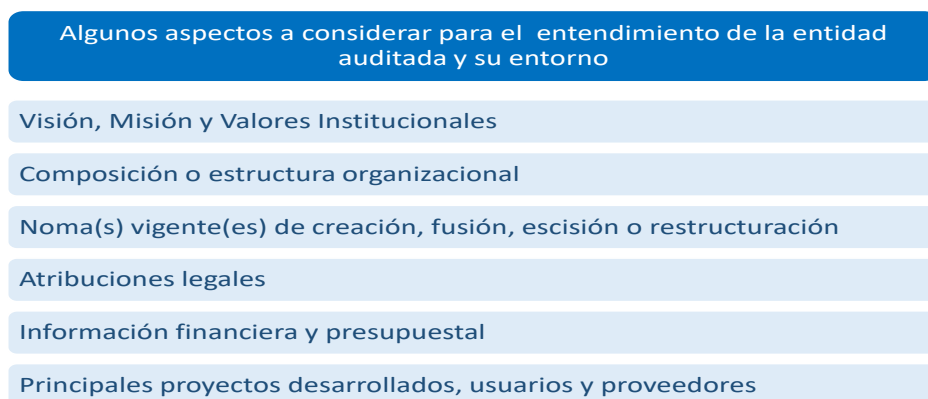 Algunos aspectos a considerar para el entendimiento de la entidad
auditada y su entorno
Visión, Misión y Valores Institucionales
Composición o estructura organizacional
Noma(s) vigente(es) de creación, fusión, escisión o restructuración
Atribuciones legales
Información financiera y presupuestal
Principales proyectos desarrollados, usuarios y proveedores